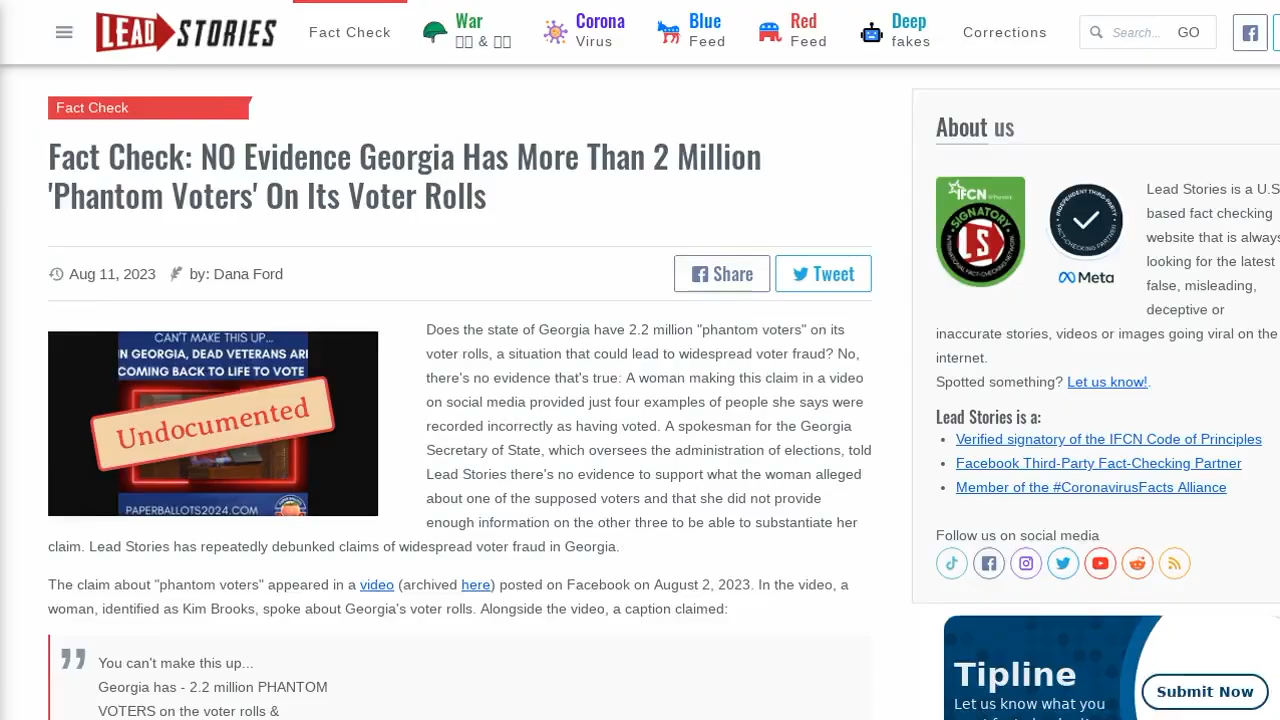 LEAD STORIES
Fact Check
War
&
Corona
Virus
Blue
Feed
Red
Feed
Deep
fakes
Corrections
Search...
GO
Fact Check
Fact Check: NO Evidence Georgia Has More Than 2 Million
'Phantom Voters' On Its Voter Rolls
Aug 11, 2023 by: Dana Ford
Share
Tweet
CAN'T MAKE THIS UP...
IN GEORGIA, DEAD VETERANS ARE
COMING BACK TO LIFE TO VOTE
Undocumented
PAPERBALLOTS2024.COM
Does the state of Georgia have 2.2 million "phantom voters" on its
voter rolls, a situation that could lead to widespread voter fraud? No,
there's no evidence that's true: A woman making this claim in a video
on social media provided just four examples of people she says were
recorded incorrectly as having voted. A spokesman for the Georgia
Secretary of State, which oversees the administration of elections, told
Lead Stories there's no evidence to support what the woman alleged
about one of the supposed voters and that she did not provide
enough information on the other three to be able to substantiate her
claim. Lead Stories has repeatedly debunked claims of widespread voter fraud in Georgia.
The claim about "phantom voters" appeared in a video (archived here) posted on Facebook on August 2, 2023. In the video, a
woman, identified as Kim Brooks, spoke about Georgia's voter rolls. Alongside the video, a caption claimed:
You can't make this up...
Georgia has - 2.2 million PHANTOM
VOTERS on the voter rolls &
About us
IFCN
SIGNATORY
LS
INTERNATIONAL FACT-CHECKING NETWORK
INDEPENDENT THIRD-PARTY
FACT-CHECKING PARTNER
Meta
Lead Stories is a U.S.
based fact checking
website that is always
looking for the latest
false, misleading,
deceptive or
inaccurate stories, videos or images going viral on the
internet.
Spotted something? Let us know!.
Lead Stories is a:
Verified signatory of the IFCN Code of Principles
Facebook Third-Party Fact-Checking Partner
Member of the #CoronavirusFacts Alliance
Follow us on social media
Tipline
Let us know what you
Submit Now